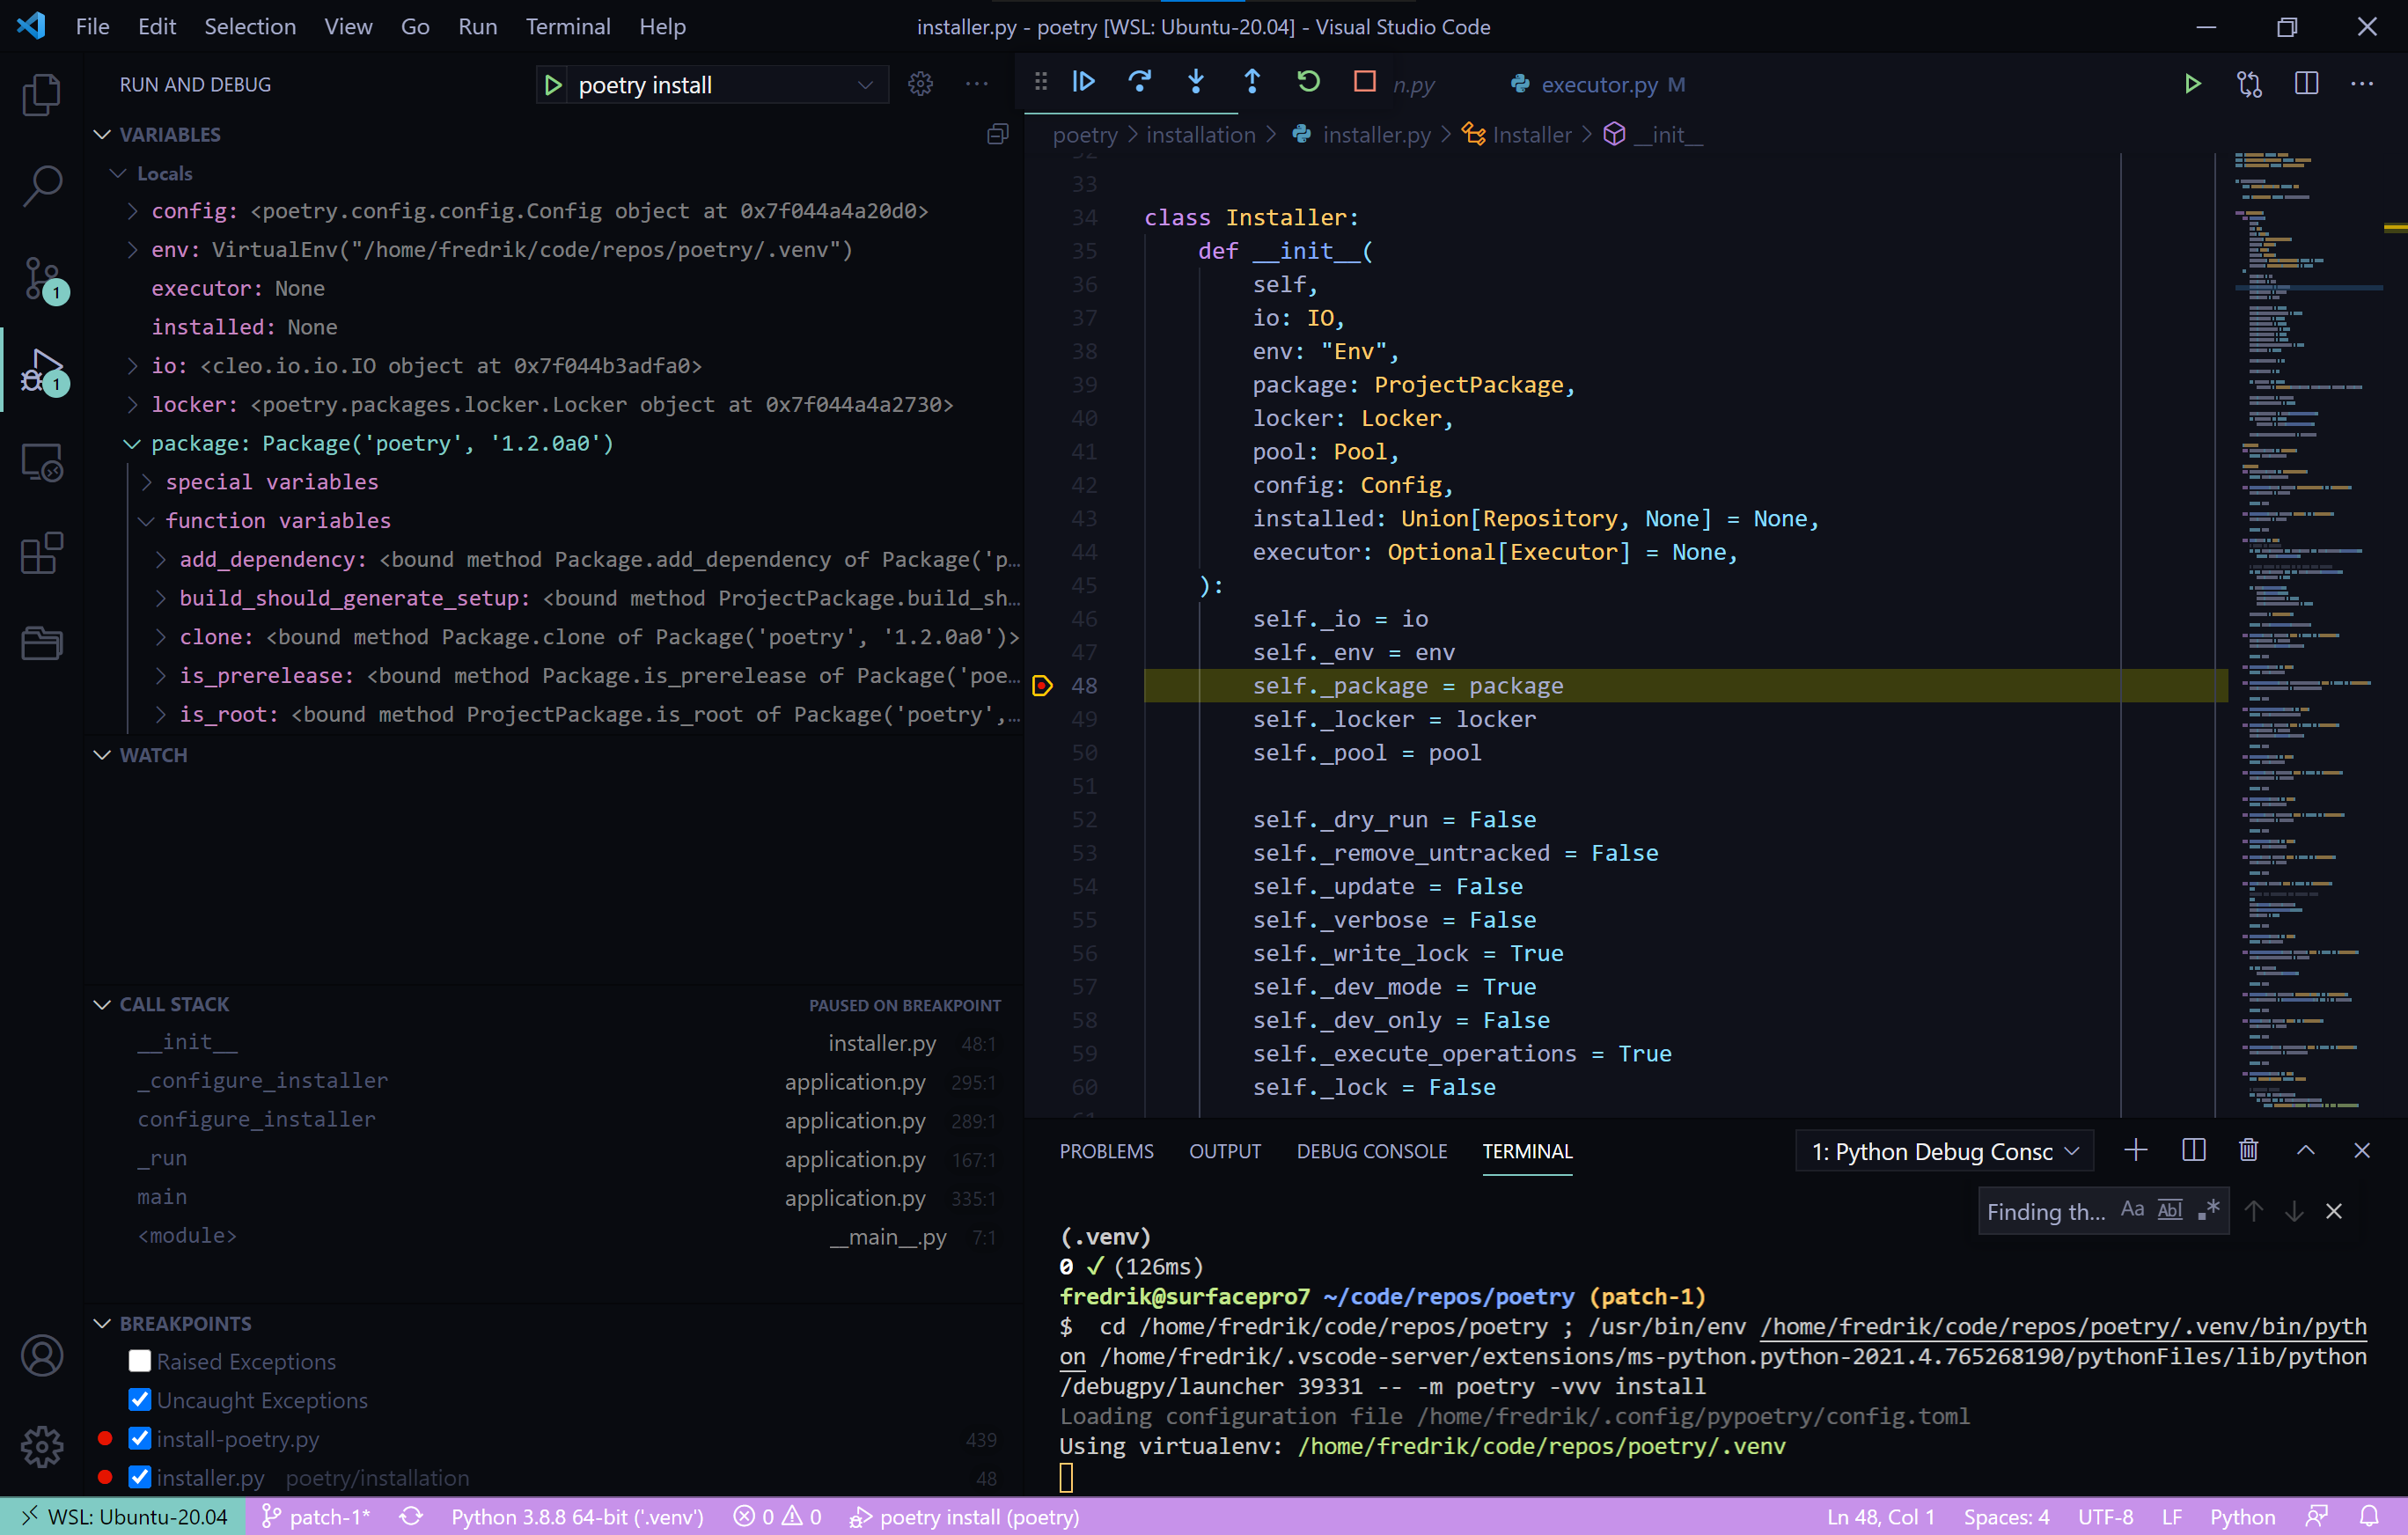 File Edit Selection View Go Run Terminal Help
installer.py - poetry [WSL: Ubuntu-20.04] - Visual Studio Code
RUN AND DEBUG
poetry install
VARIABLES
Locals
config: <poetry.config.config.Config object at 0x7f044a4a20d0>
env: VirtualEnv("/home/fredrik/code/repos/poetry/.venv")
executor: None
installed: None
io: <cleo.io.io.IO object at 0x7f044b3adfa0>
locker: <poetry.packages.locker.Locker object at 0x7f044a4a2730>
package: Package('poetry', '1.2.0a0')
special variables
function variables
add_dependency: <bound method Package.add_dependency of Package('p…
build_should_generate_setup: <bound method ProjectPackage.build_sh…
clone: <bound method Package.clone of Package('poetry', '1.2.0a0')>
is_prerelease: <bound method Package.is_prerelease of Package('poe…
is_root: <bound method ProjectPackage.is_root of Package('poetry',…
WATCH
CALL STACK PAUSED ON BREAKPOINT
__init__ installer.py 48:1
_configure_installer application.py 295:1
configure_installer application.py 289:1
_run application.py 167:1
main application.py 335:1
<module> __main__.py 7:1
BREAKPOINTS
Raised Exceptions
Uncaught Exceptions
install-poetry.py 439
installer.py poetry/installation 48
1
1
n.py executor.py M
poetry > installation > installer.py > Installer > __init__
32
33
34 class Installer:
35 def __init__(
36 self,
37 io: IO,
38 env: "Env",
39 package: ProjectPackage,
40 locker: Locker,
41 pool: Pool,
42 config: Config,
43 installed: Union[Repository, None] = None,
44 executor: Optional[Executor] = None,
45 ):
46 self._io = io
47 self._env = env
48 self._package = package
49 self._locker = locker
50 self._pool = pool
51
52 self._dry_run = False
53 self._remove_untracked = False
54 self._update = False
55 self._verbose = False
56 self._write_lock = True
57 self._dev_mode = True
58 self._dev_only = False
59 self._execute_operations = True
60 self._lock = False
61
PROBLEMS OUTPUT DEBUG CONSOLE TERMINAL 1: Python Debug Consc
Finding th... Aa Abl .*
(.venv)
0 ✓ (126ms)
fredrik@surfacepro7 ~/code/repos/poetry (patch-1)
$ cd /home/fredrik/code/repos/poetry ; /usr/bin/env /home/fredrik/code/repos/poetry/.venv/bin/pyth
on /home/fredrik/.vscode-server/extensions/ms-python.python-2021.4.765268190/pythonFiles/lib/python
/debugpy/launcher 39331 -- -m poetry -vvv install
Loading configuration file /home/fredrik/.config/pypoetry/config.toml
Using virtualenv: /home/fredrik/code/repos/poetry/.venv
WSL: Ubuntu-20.04 patch-1* Python 3.8.8 64-bit ('.venv') 0 0 poetry install (poetry) Ln 48, Col 1 Spaces: 4 UTF-8 LF Python